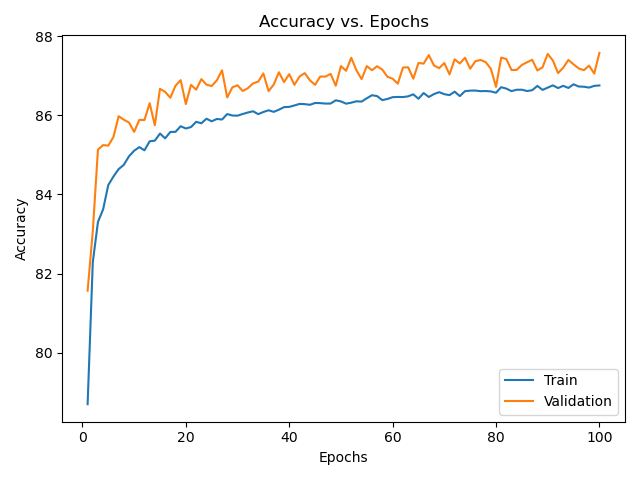 Accuracy vs. Epochs
Accuracy
88
86
84
82
80
0 20 40 60 80 100
Epochs
Train
Validation